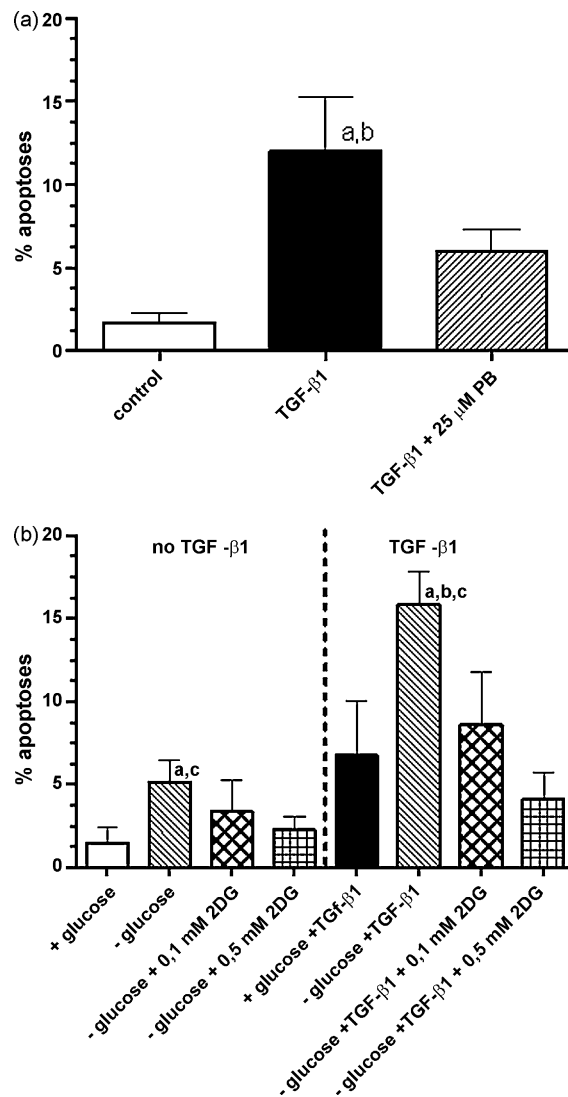 (a)
20
15
10
5
0
% apoptoses
a,b
control
TGF-β1
TGF-β1 + 25 μM PB
(b)
20
15
10
5
0
% apoptoses
no TGF -β1
TGF -β1
a,c
a,b,c
+ glucose
- glucose
- glucose + 0,1 mM 2DG
- glucose + 0,5 mM 2DG
+ glucose +TGf-β1
- glucose +TGF-β1
- glucose +TGF-β1 + 0,1 mM 2DG
- glucose +TGF-β1 + 0,5 mM 2DG